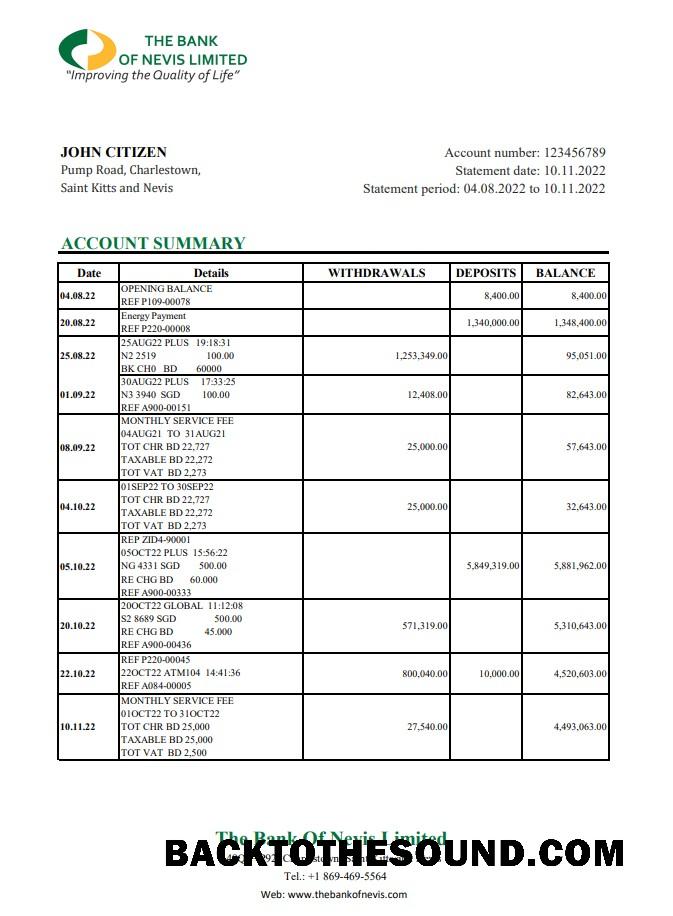 THE BANK
OF NEVIS LIMITED
"Improving the Quality of Life"
JOHN CITIZEN
Pump Road, Charlestown,
Saint Kitts and Nevis
Account number: 123456789
Statement date: 10.11.2022
Statement period: 04.08.2022 to 10.11.2022
ACCOUNT SUMMARY
Date Details WITHDRAWALS DEPOSITS BALANCE
OPENING BALANCE
04.08.22 8,400.00 8,400.00
REF P109-00078
Energy Payment
20.08.22 1,340,000.00 1,348,400.00
REF P220-00008
25AUG22 PLUS 19:18:31
25.08.22 N2 2519 100.00 1,253,349.00 95,051.00
BK CH0 BD 60000
30AUG22 PLUS 17:33:25
01.09.22 N3 3940 SGD 100.00 12,408.00 82,643.00
REF A900-00151
MONTHLY SERVICE FEE
04AUG21 TO 31AUG21
08.09.22 TOT CHR BD 22,727 25,000.00 57,643.00
TAXABLE BD 22,272
TOT VAT BD 2,273
01SEP22 TO 30SEP22
TOT CHR BD 22,727
04.10.22 25,000.00 32,643.00
TAXABLE BD 22,272
TOT VAT BD 2,273
REP ZID4-90001
05OCT22 PLUS 15:56:22
05.10.22 NG 4331 SGD 500.00 5,849,319.00 5,881,962.00
RE CHG BD 60.000
REF A900-00333
20OCT22 GLOBAL 11:12:08
S2 8689 SGD 500.00
20.10.22 571,319.00 5,310,643.00
RE CHG BD 45.000
REF A900-00436
REF P220-00045
22.10.22 22OCT22 ATM104 14:41:36 800,040.00 10,000.00 4,520,603.00
REF A084-00005
MONTHLY SERVICE FEE
01OCT22 TO 31OCT22
10.11.22 TOT CHR BD 25,000 27,540.00 4,493,063.00
TAXABLE BD 25,000
TOT VAT BD 2,500
The Bank Of Nevis Limited
BACKTOTHESOUND.COM
Tel.: +1 869-469-5564
Web: www.thebankofnevis.com